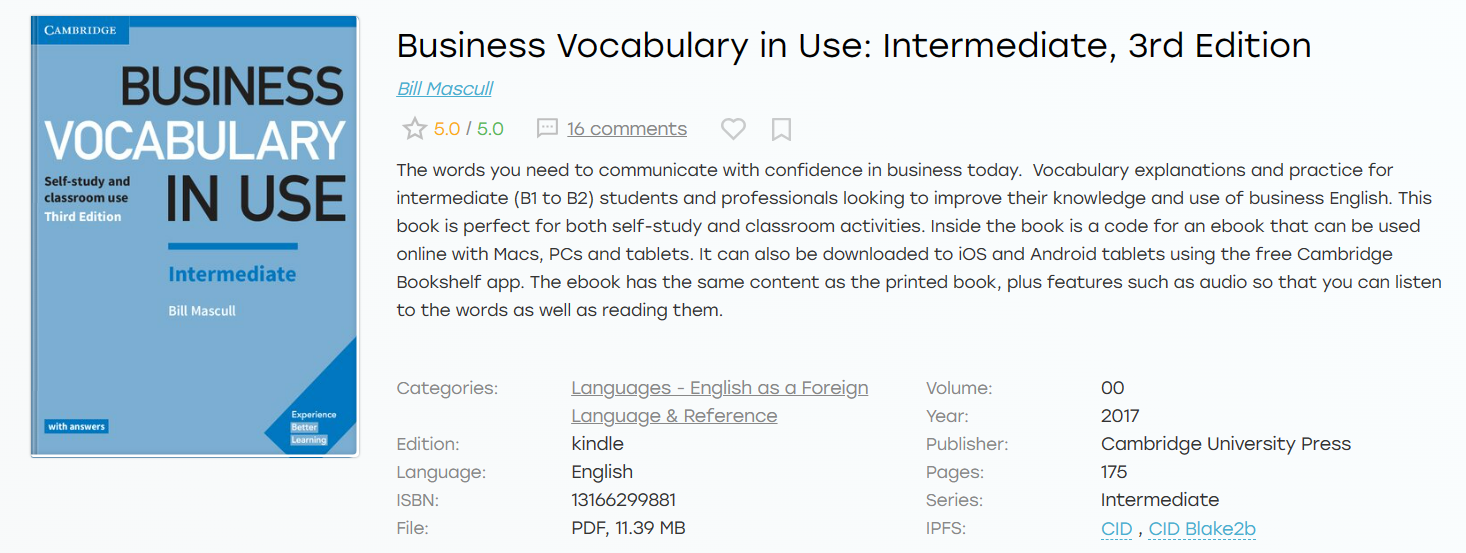 CAMBRIDGE
BUSINESS
VOCABULARY
IN USE
Self-study and
classroom use
Third Edition
Intermediate
Bill Mascull
with answers
Experience
Better
Learning
Business Vocabulary in Use: Intermediate, 3rd Edition
Bill Mascull
5.0 / 5.0 16 comments
The words you need to communicate with confidence in business today.  Vocabulary explanations and practice for
intermediate (B1 to B2) students and professionals looking to improve their knowledge and use of business English. This
book is perfect for both self-study and classroom activities. Inside the book is a code for an ebook that can be used
online with Macs, PCs and tablets. It can also be downloaded to iOS and Android tablets using the free Cambridge
Bookshelf app. The ebook has the same content as the printed book, plus features such as audio so that you can listen
to the words as well as reading them.
Categories: Languages - English as a Foreign
Language & Reference
Volume: 00
Year: 2017
Edition: kindle
Publisher: Cambridge University Press
Language: English
Pages: 175
ISBN: 13166299881
Series: Intermediate
File: PDF, 11.39 MB
IPFS: CID , CID Blake2b